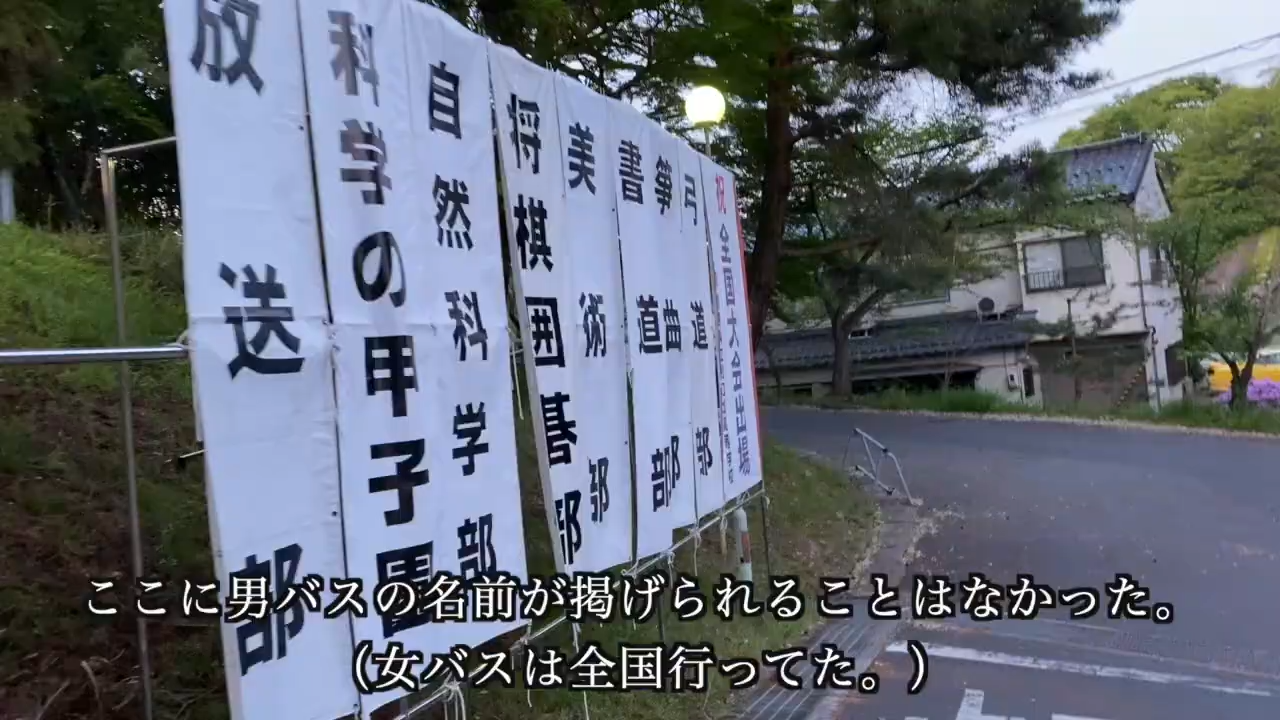 祝 全国大会出場
弓道部
箏曲部
書道部
美術部
将棋囲碁部
自然科学部
科学の甲子園
放送部
ここに男バスの名前が掲げられることはなかった。
（女バスは全国行ってた。）